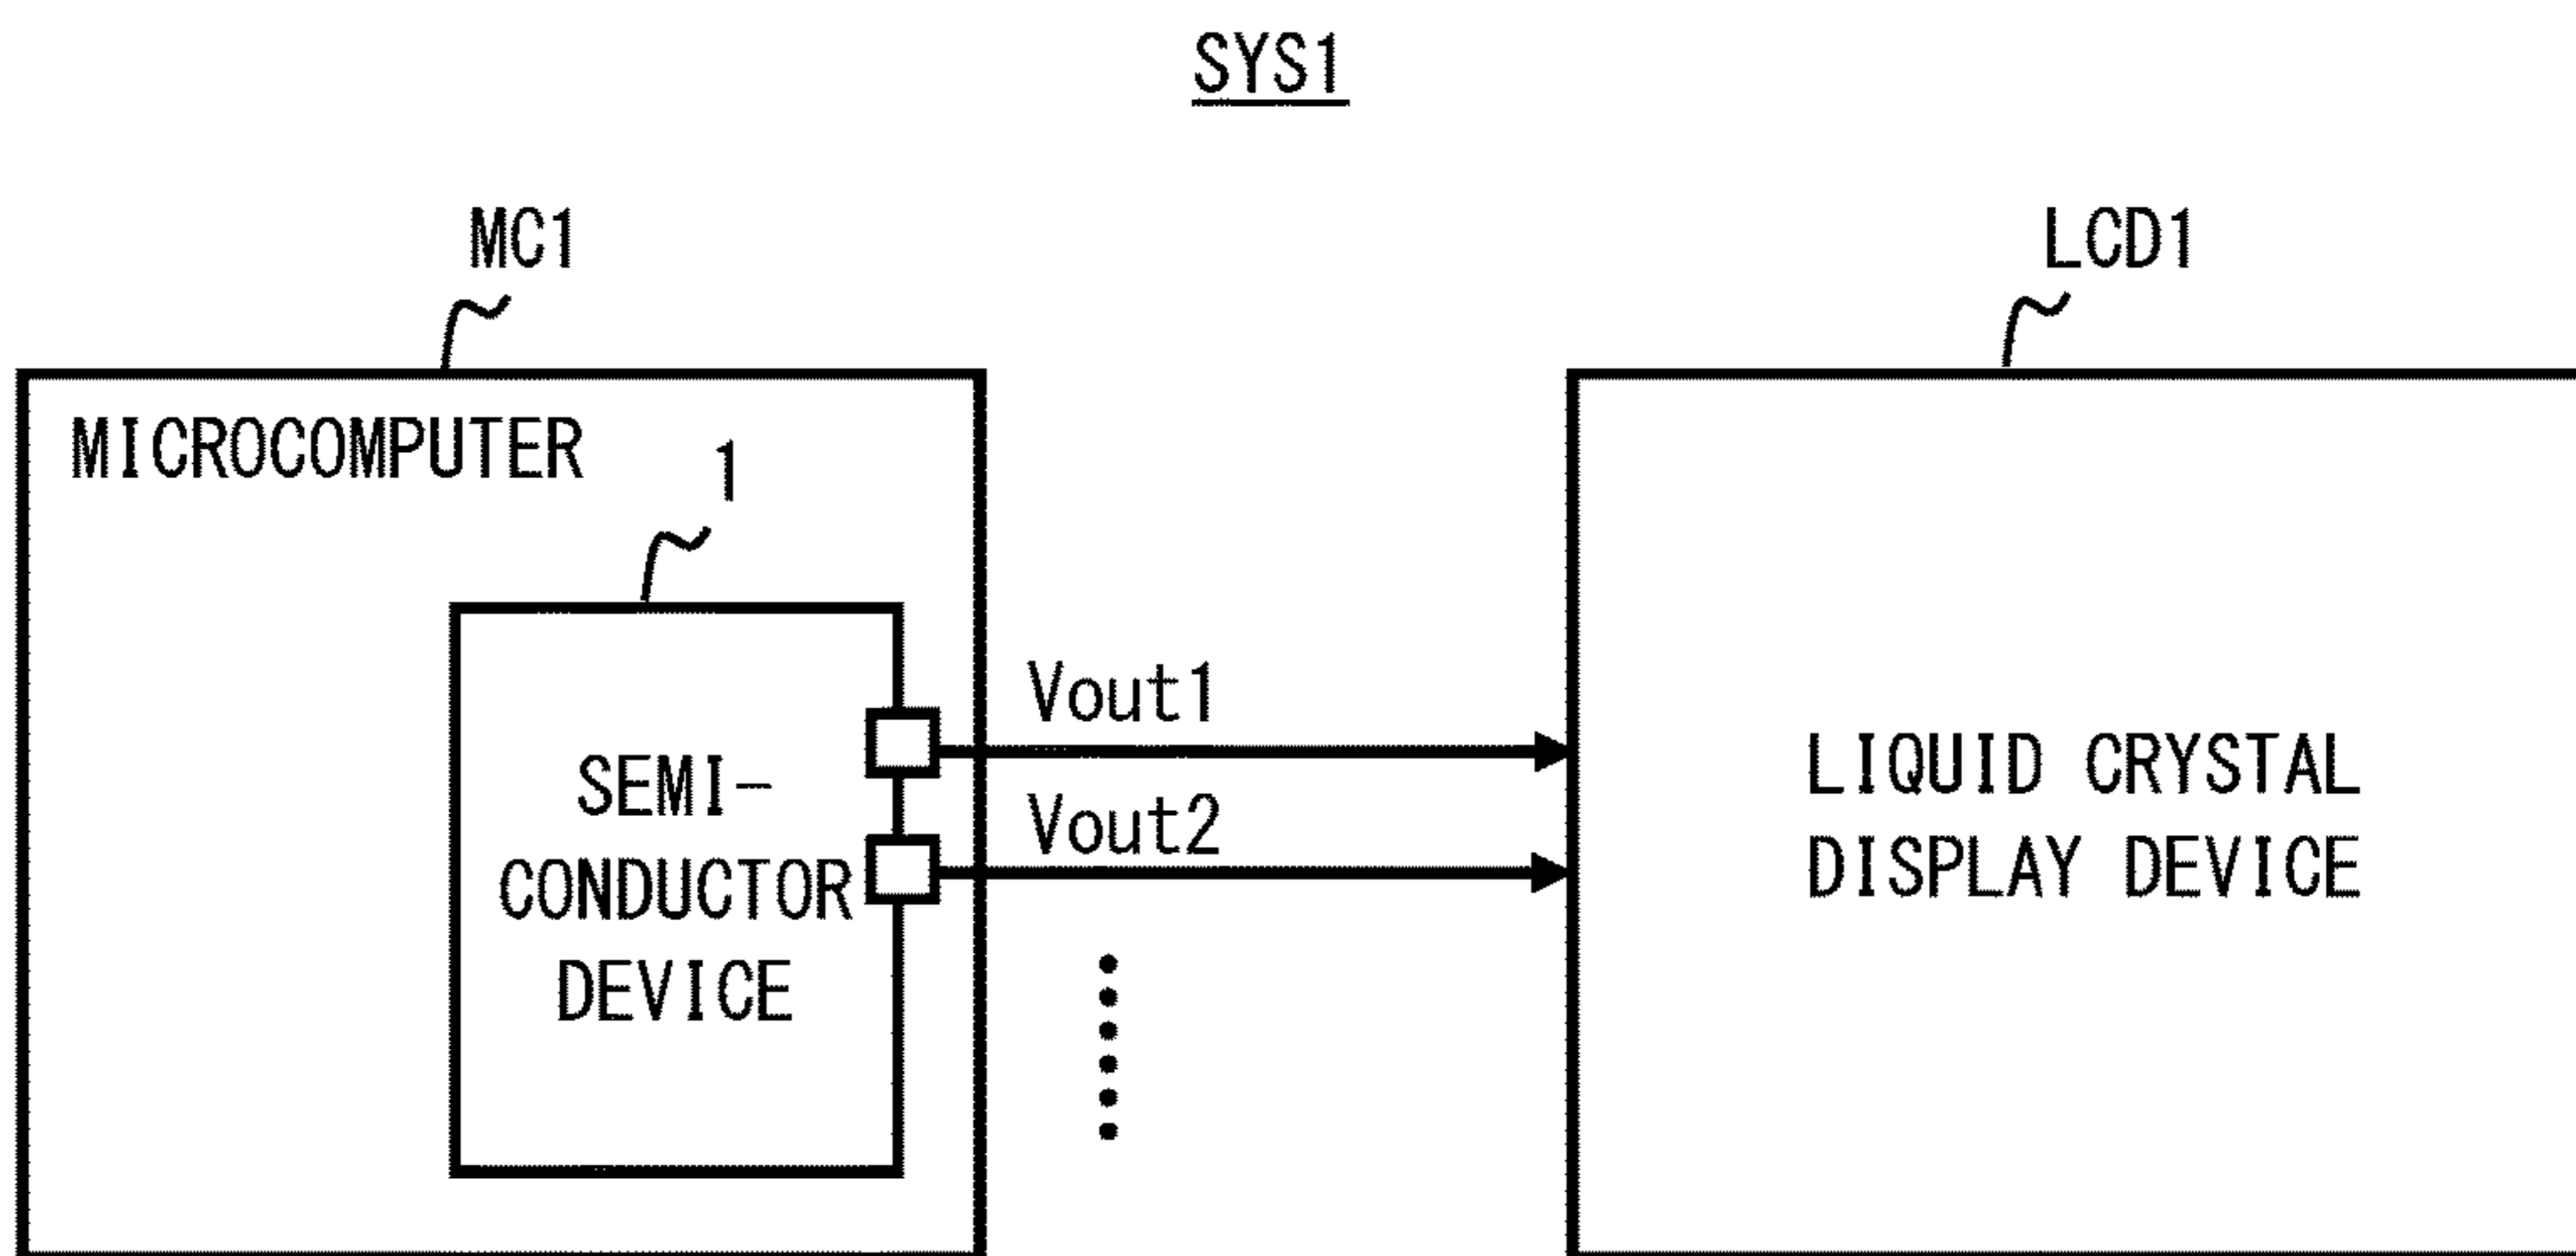 SYS1
MC1
LCD1
MICROCOMPUTER
1
SEMI-
CONDUCTOR
DEVICE
Vout1
Vout2
LIQUID CRYSTAL
DISPLAY DEVICE